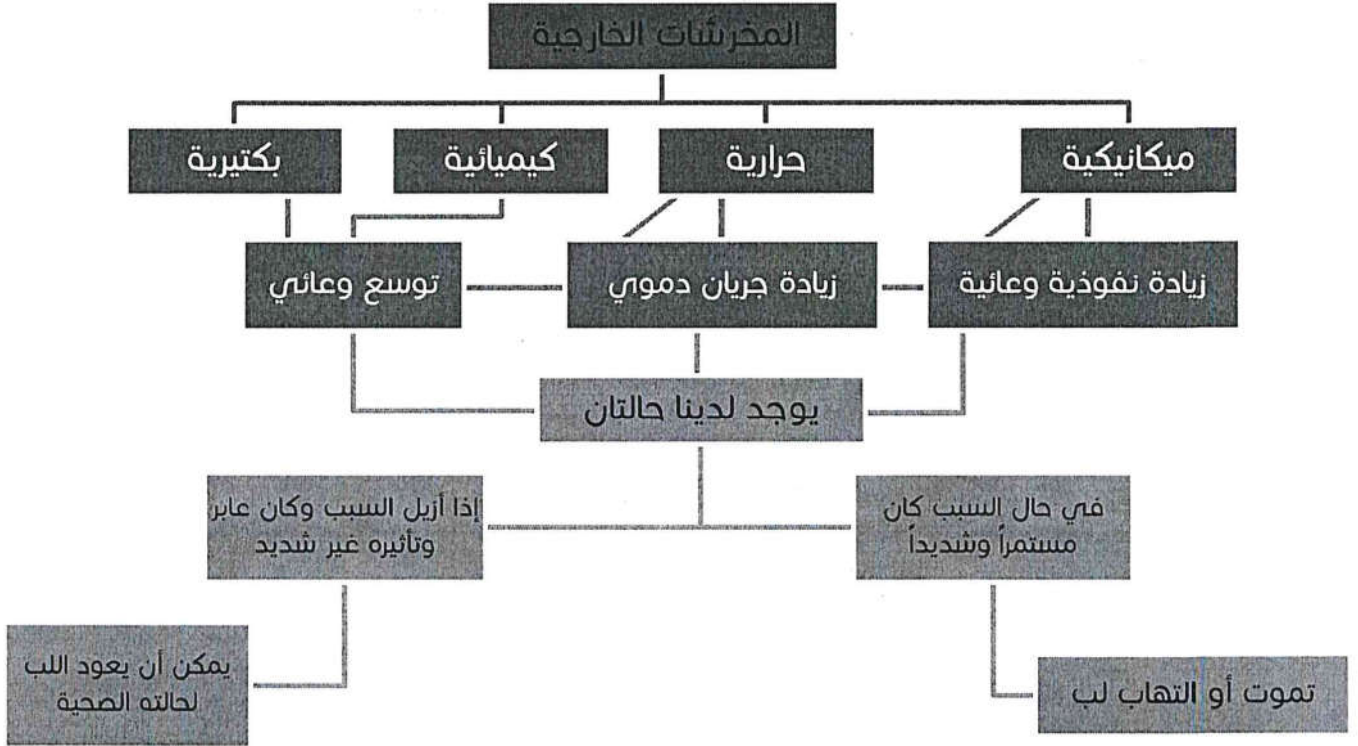 المخرشات الخارجية
ميكانيكية
حرارية
كيميائية
بكتيرية
زيادة نفوذية وعائية
زيادة جريان دموي
توسع وعائي
يوجد لدينا حالتان
في حال السبب كان
مستمراً وشديداً
إذا أزيل السبب وكان عابر
وتأثيره غير شديد
تموت أو التهاب لب
يمكن أن يعود اللب
لحالته الصحية